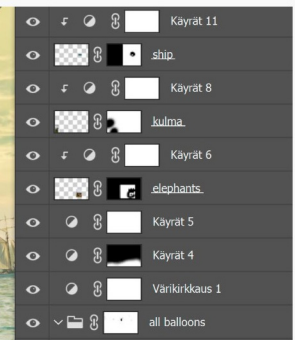 Käyrät 11
ship
Käyrät 8
kulma
Käyrät 6
elephants
Käyrät 5
Käyrät 4
Värikirkkaus 1
all balloons